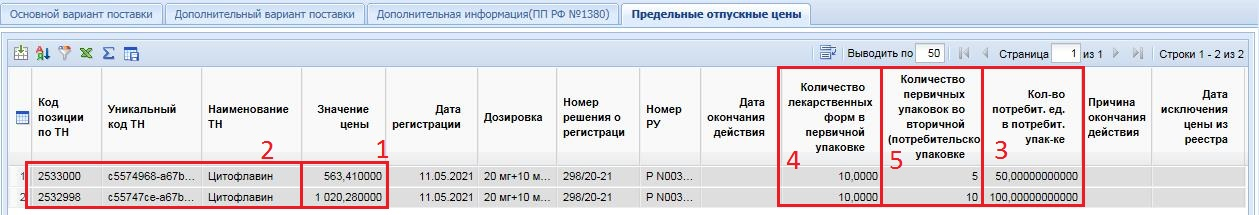 Основной вариант поставки Дополнительный вариант поставки Дополнительная информация(ПП РФ №1380) Предельные отпускные цены
Выводить по 50 Страница 1 из 1 Строки 1 - 2 из 2
Код позиции по ТН
Уникальный код ТН
Наименование ТН
Значение цены
Дата регистрации
Дозировка
Номер решения о регистраци
Номер РУ
Дата окончания действия
Количество лекарственных форм в первичной упаковке
Количество первичных упаковок во вторичной (потребительско упаковке
Кол-во потребит. ед. в потребит. упак-ке
Причина окончания действия
Дата исключения цены из реестра
2 1 4 5 3
1 2533000 c5574968-a67b... Цитофлавин 563,410000 11.05.2021 20 мг+10 м... 298/20-21 Р N003... 10,0000 5 50,00000000000
2 2532998 c55747ce-a67b... Цитофлавин 1 020,280000 11.05.2021 20 мг+10 м... 298/20-21 Р N003... 10,0000 10 100,00000000000